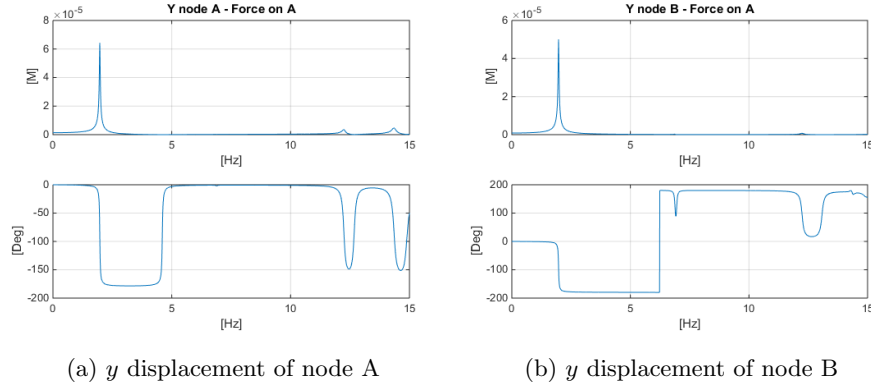 Y node A - Force on A
8 ×10⁻⁵
6
4
2
0
[M]
0 5 10 15
[Hz]
0
-50
-100
-150
-200
[Deg]
0 5 10 15
[Hz]
(a) y displacement of node A
Y node B - Force on A
6 ×10⁻⁵
4
2
0
[M]
0 5 10 15
[Hz]
200
100
0
-100
-200
[Deg]
0 5 10 15
[Hz]
(b) y displacement of node B